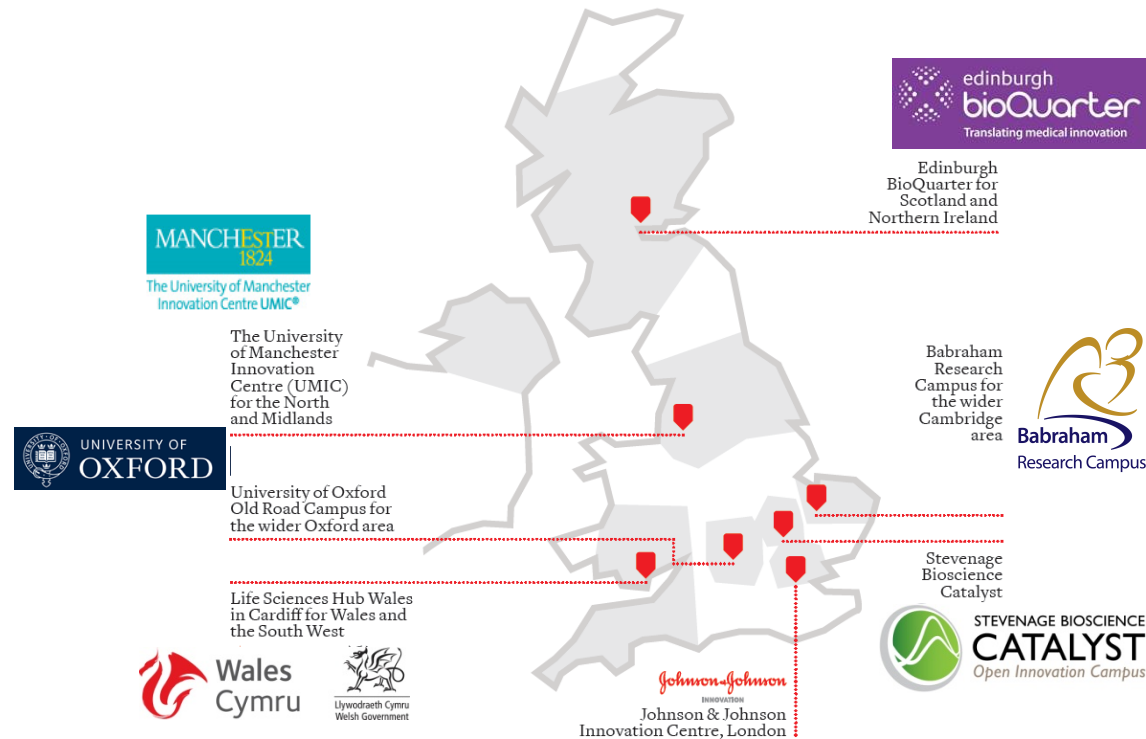 edinburgh
bioQuarter
Translating medical innovation
Edinburgh
BioQuarter for
Scotland and
Northern Ireland
MANCHESTER
1824
The University of Manchester
Innovation Centre UMIC®
The University
of Manchester
Innovation
Centre (UMIC)
for the North
and Midlands
Babraham
Research
Campus for
the wider
Cambridge
area
Babraham
Research Campus
UNIVERSITY OF
OXFORD
University of Oxford
Old Road Campus for
the wider Oxford area
Stevenage
Bioscience
Catalyst
STEVENAGE BIOSCIENCE
CATALYST
Open Innovation Campus
Life Sciences Hub Wales
in Cardiff for Wales and
the South West
Wales
Cymru
Llywodraeth Cymru
Welsh Government
Johnson & Johnson
INNOVATION
Johnson & Johnson
Innovation Centre, London